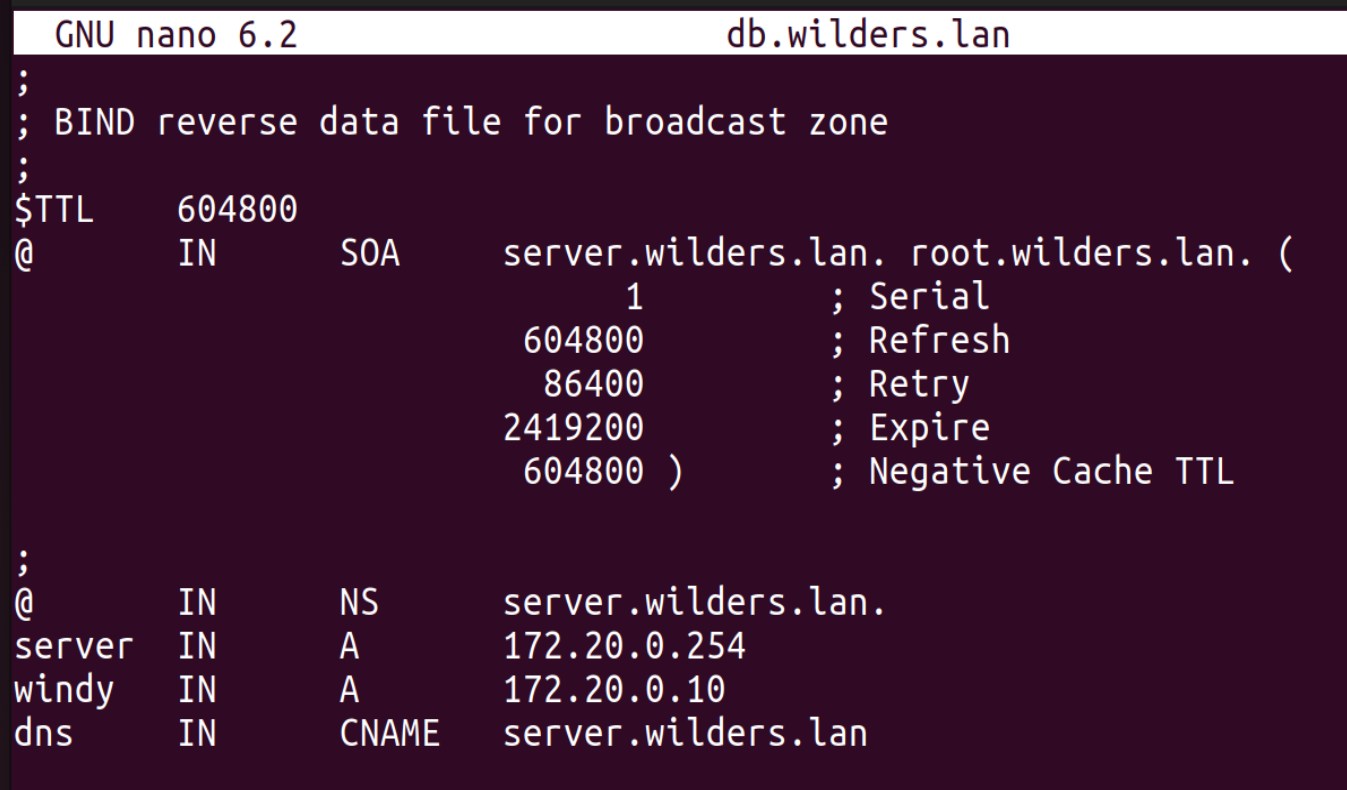 GNU nano 6.2 db.wilders.lan
;
; BIND reverse data file for broadcast zone
;
$TTL 604800
@ IN SOA server.wilders.lan. root.wilders.lan. (
1 ; Serial
604800 ; Refresh
86400 ; Retry
2419200 ; Expire
604800 ) ; Negative Cache TTL
;
@ IN NS server.wilders.lan.
server IN A 172.20.0.254
windy IN A 172.20.0.10
dns IN CNAME server.wilders.lan